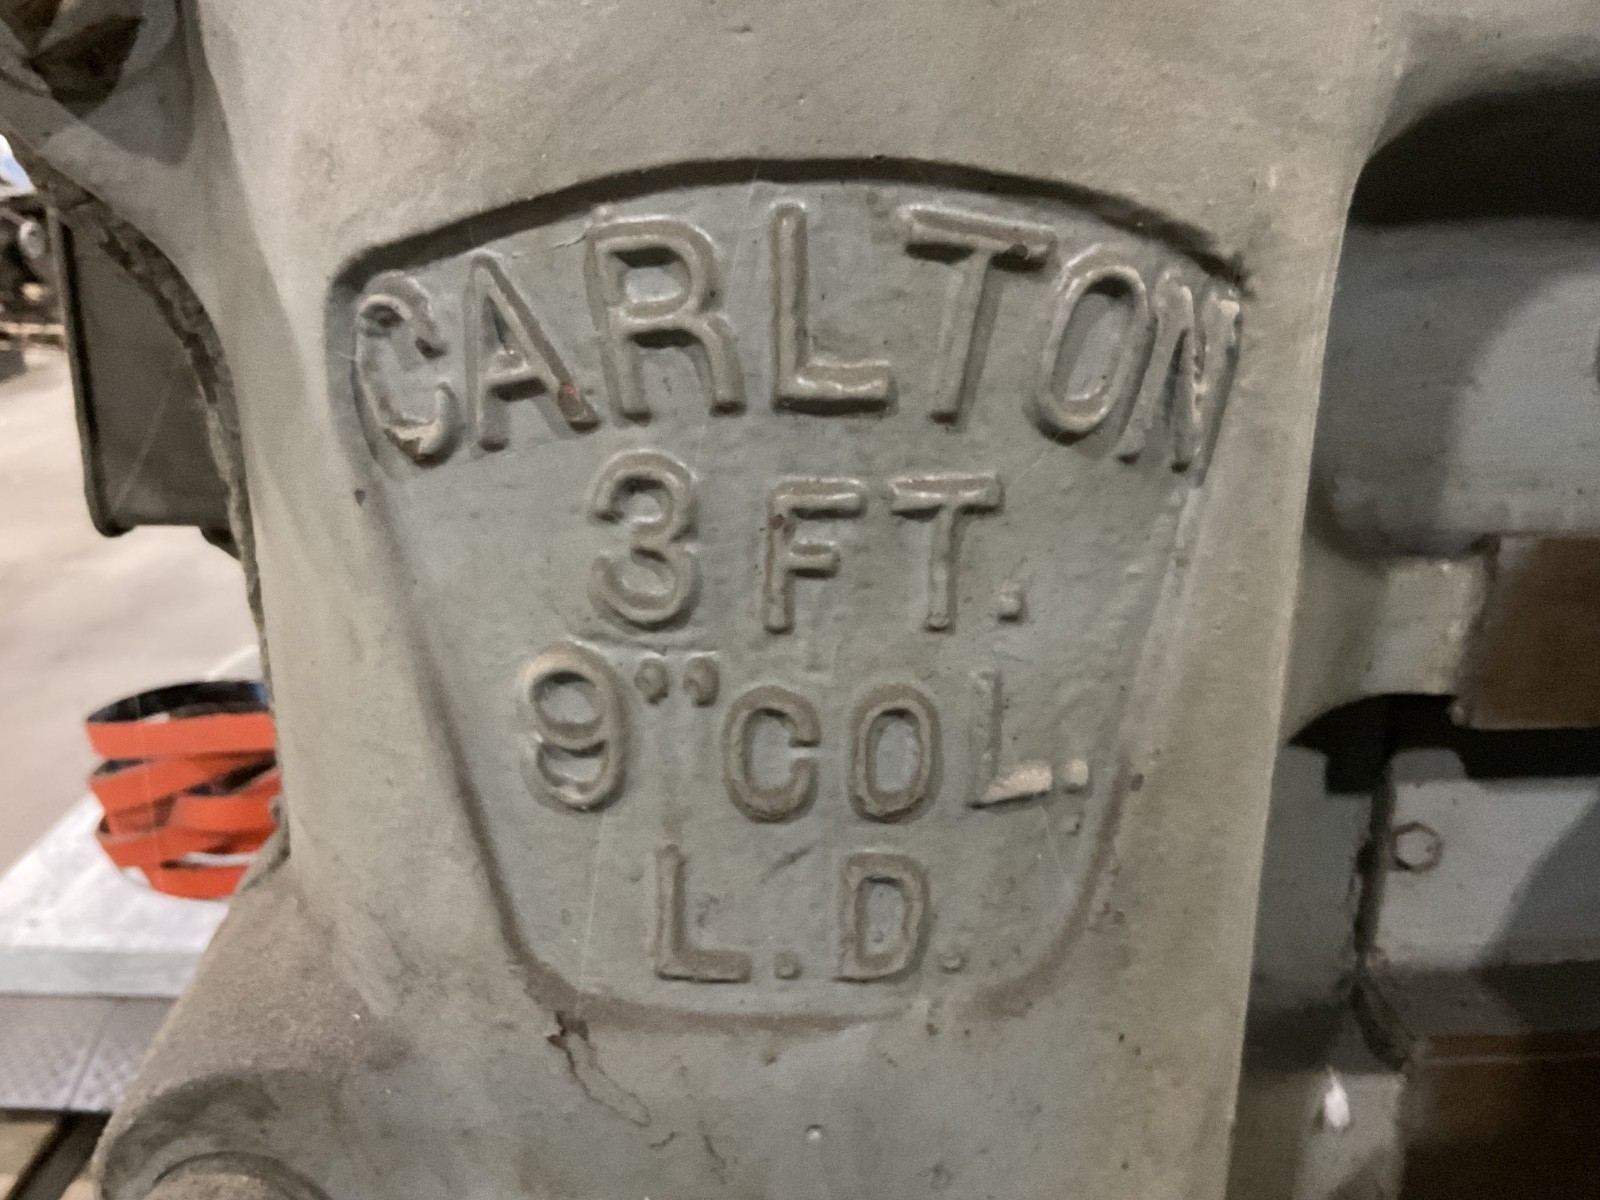 CARLTON
3 FT.
9" COL.
L.D.